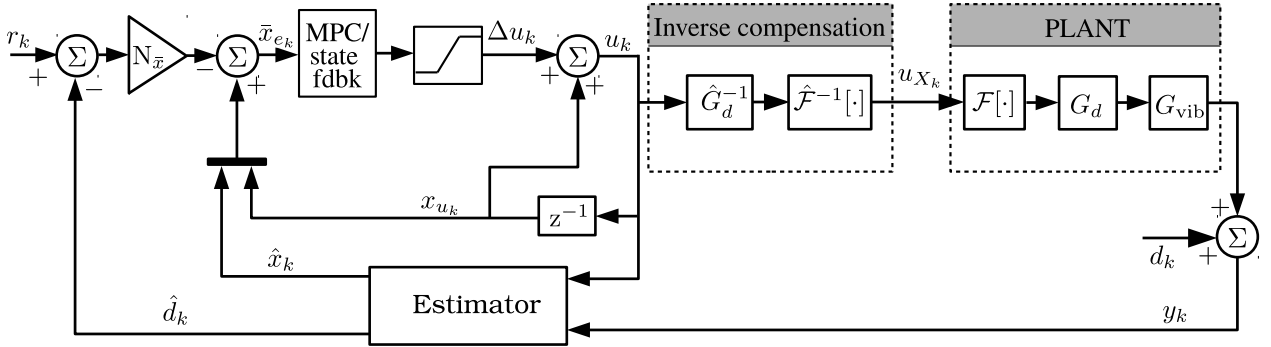 r_k
+
Σ
−
N_x̄
−
Σ
+
x̄_{e_k}
MPC/
state
fdbk
Δu_k
+
Σ
+
u_k
Inverse compensation
Ĝ_d^{-1}
ℱ̂^{-1}[·]
u_{X_k}
PLANT
ℱ[·]
G_d
G_vib
x_{u_k}
z^{-1}
+
Σ
+
d_k
x̂_k
Estimator
d̂_k
y_k